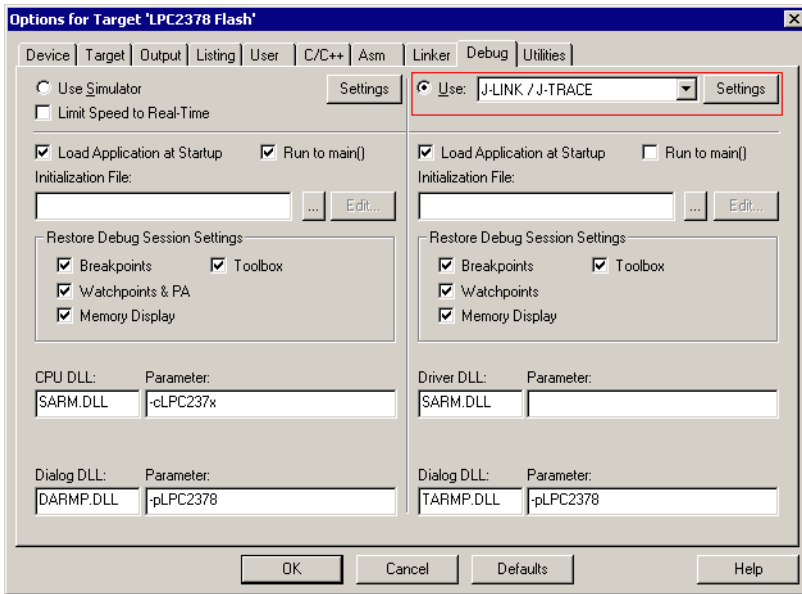 Options for Target 'LPC2378 Flash'
Device Target Output Listing User C/C++ Asm Linker Debug Utilities
Use Simulator Settings Use: J-LINK / J-TRACE Settings
Limit Speed to Real-Time
Load Application at Startup Run to main() Load Application at Startup Run to main()
Initialization File: Initialization File:
... Edit... ... Edit...
Restore Debug Session Settings Restore Debug Session Settings
Breakpoints Toolbox Breakpoints Toolbox
Watchpoints & PA Watchpoints
Memory Display Memory Display
CPU DLL: Parameter: Driver DLL: Parameter:
SARM.DLL -cLPC237x SARM.DLL
Dialog DLL: Parameter: Dialog DLL: Parameter:
DARMP.DLL -pLPC2378 TARMP.DLL -pLPC2378
OK Cancel Defaults Help